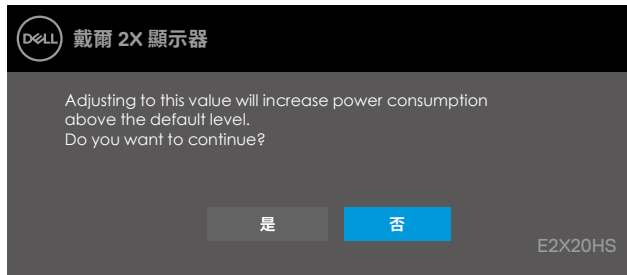 DELL 戴爾 2X 顯示器
Adjusting to this value will increase power consumption
above the default level.
Do you want to continue?
是 否
E2X20HS